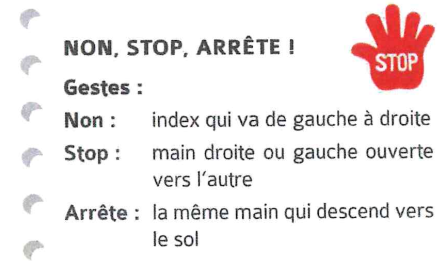 NON, STOP, ARRÊTE !
STOP
Gestes :
Non : index qui va de gauche à droite
Stop : main droite ou gauche ouverte
vers l'autre
Arrête : la même main qui descend vers
le sol